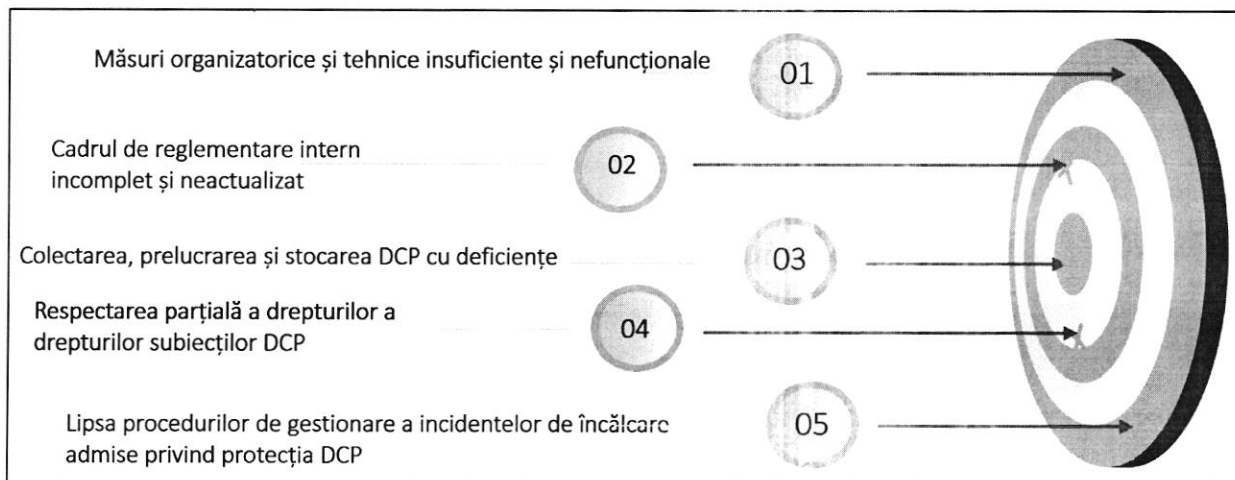 Măsuri organizatorice și tehnice insuficiente și nefuncționale
01
Cadrul de reglementare intern
incomplet și neactualizat
02
Colectarea, prelucrarea și stocarea DCP cu deficiențe
03
Respectarea parțială a drepturilor a
drepturilor subiecților DCP
04
Lipsa procedurilor de gestionare a incidentelor de încălcare
admise privind protecția DCP
05